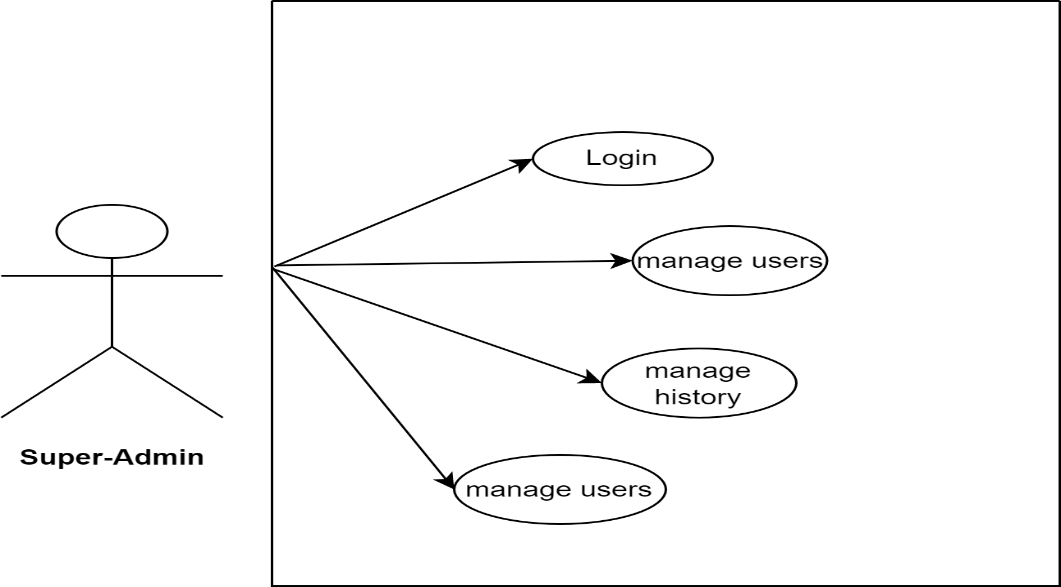 Login
manage users
manage
history
Super-Admin
manage users